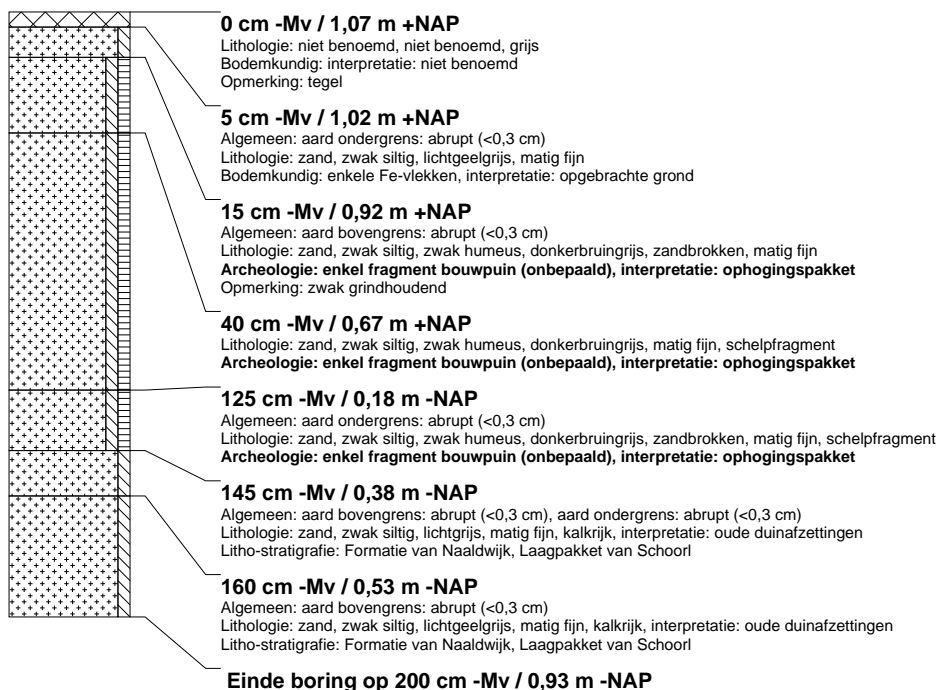 0 cm -Mv / 1,07 m +NAP
Lithologie: niet benoemd, niet benoemd, grijs
Bodemkundig: interpretatie: niet benoemd
Opmerking: tegel
5 cm -Mv / 1,02 m +NAP
Algemeen: aard ondergrens: abrupt (<0,3 cm)
Lithologie: zand, zwak siltig, lichtgeelgrijs, matig fijn
Bodemkundig: enkele Fe-vlekken, interpretatie: opgebrachte grond
15 cm -Mv / 0,92 m +NAP
Algemeen: aard bovengrens: abrupt (<0,3 cm)
Lithologie: zand, zwak siltig, zwak humeus, donkerbruingrijs, zandbrokken, matig fijn
Archeologie: enkel fragment bouwpuin (onbepaald), interpretatie: ophogingspakket
Opmerking: zwak grindhoudend
40 cm -Mv / 0,67 m +NAP
Lithologie: zand, zwak siltig, zwak humeus, donkerbruingrijs, matig fijn, schelpfragment
Archeologie: enkel fragment bouwpuin (onbepaald), interpretatie: ophogingspakket
125 cm -Mv / 0,18 m -NAP
Algemeen: aard ondergrens: abrupt (<0,3 cm)
Lithologie: zand, zwak siltig, zwak humeus, donkerbruingrijs, zandbrokken, matig fijn, schelpfragment
Archeologie: enkel fragment bouwpuin (onbepaald), interpretatie: ophogingspakket
145 cm -Mv / 0,38 m -NAP
Algemeen: aard bovengrens: abrupt (<0,3 cm), aard ondergrens: abrupt (<0,3 cm)
Lithologie: zand, zwak siltig, lichtgrijs, matig fijn, kalkrijk, interpretatie: oude duinafzettingen
Litho-stratigrafie: Formatie van Naaldwijk, Laagpakket van Schoorl
160 cm -Mv / 0,53 m -NAP
Algemeen: aard bovengrens: abrupt (<0,3 cm)
Lithologie: zand, zwak siltig, lichtgeelgrijs, matig fijn, kalkrijk, interpretatie: oude duinafzettingen
Litho-stratigrafie: Formatie van Naaldwijk, Laagpakket van Schoorl
Einde boring op 200 cm -Mv / 0,93 m -NAP